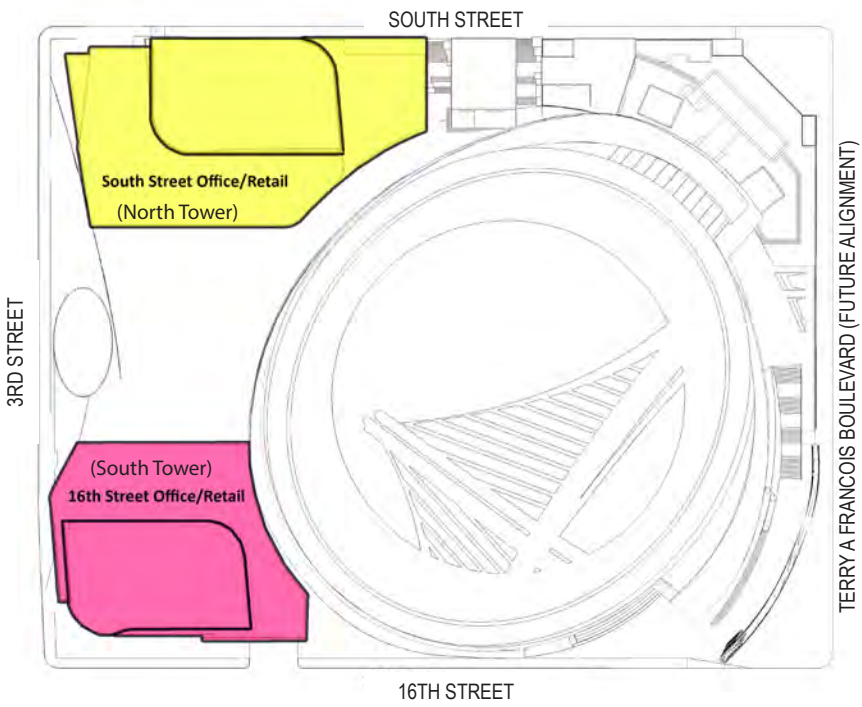 SOUTH STREET
South Street Office/Retail
(North Tower)
3RD STREET
TERRY A FRANCOIS BOULEVARD (FUTURE ALIGNMENT)
(South Tower)
16th Street Office/Retail
16TH STREET